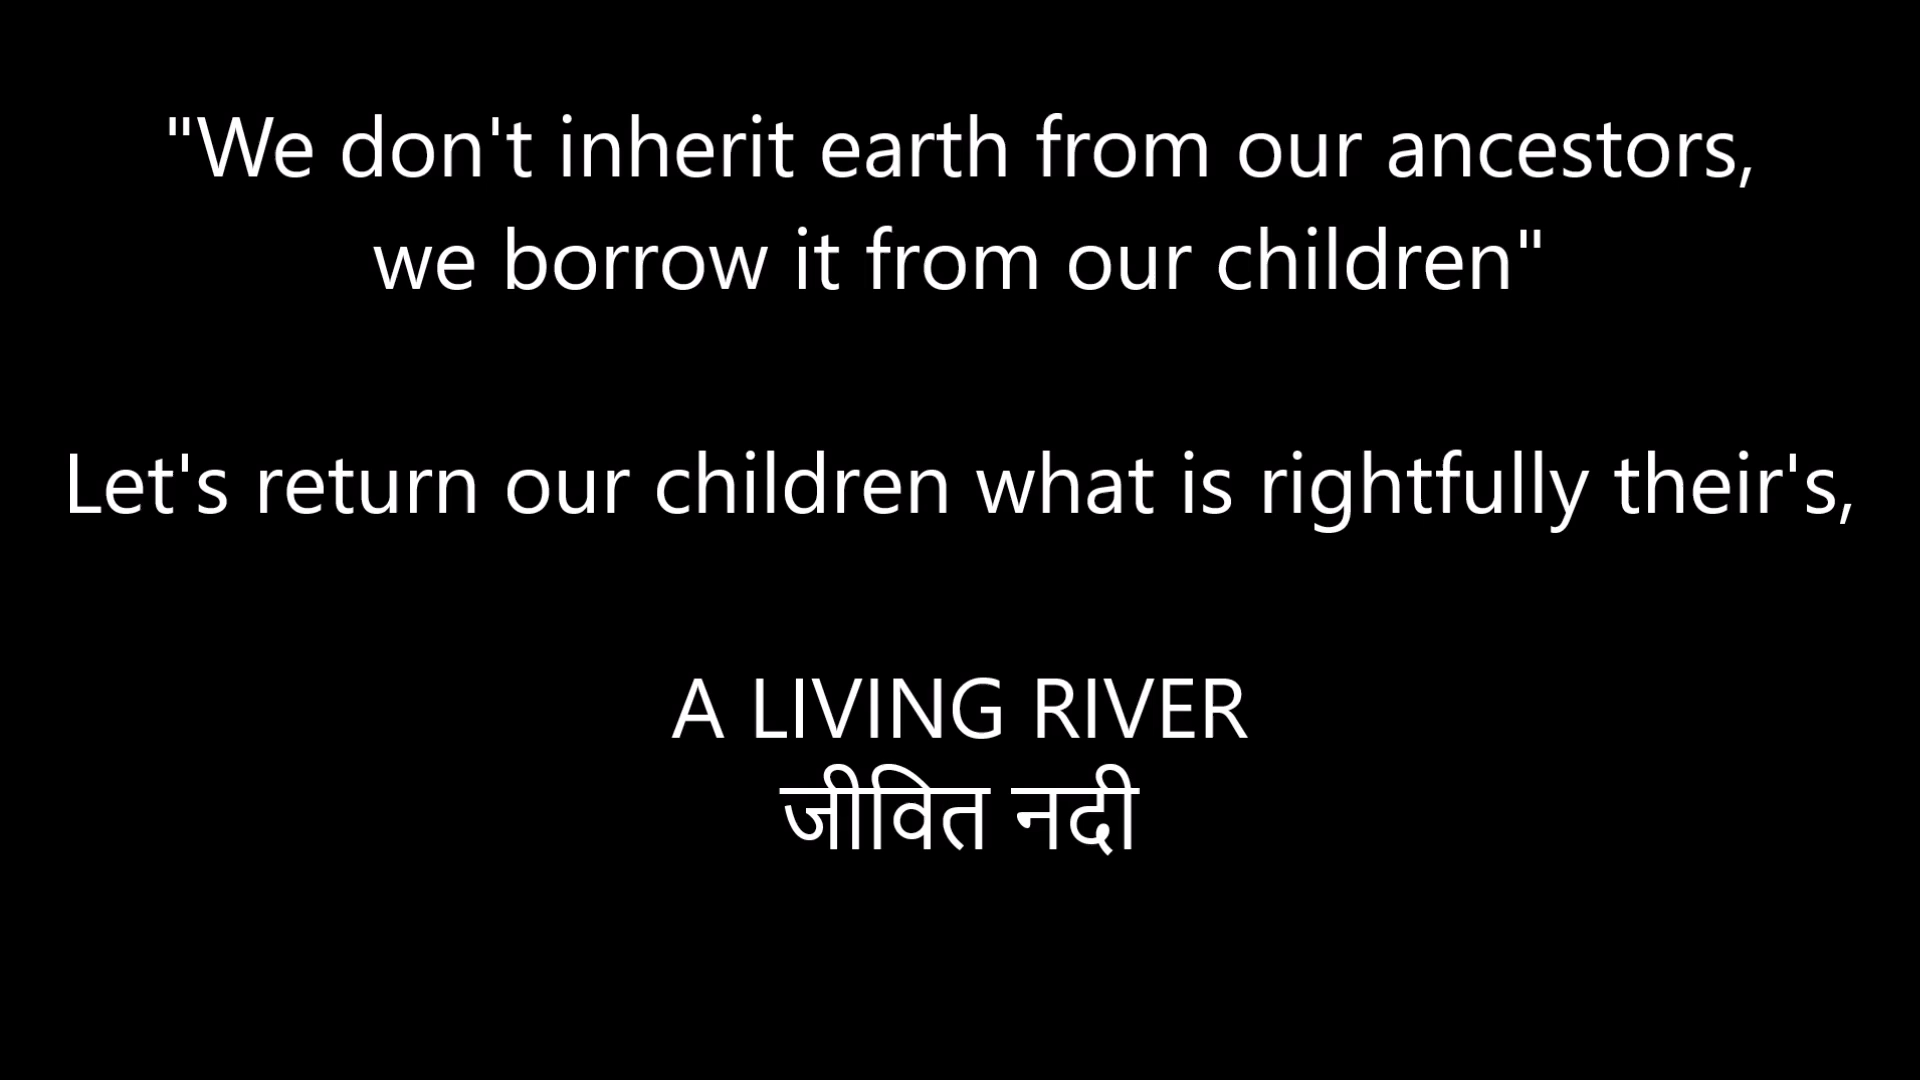 "We don't inherit earth from our ancestors,
we borrow it from our children"
Let's return our children what is rightfully their's,
A LIVING RIVER
जीवित नदी